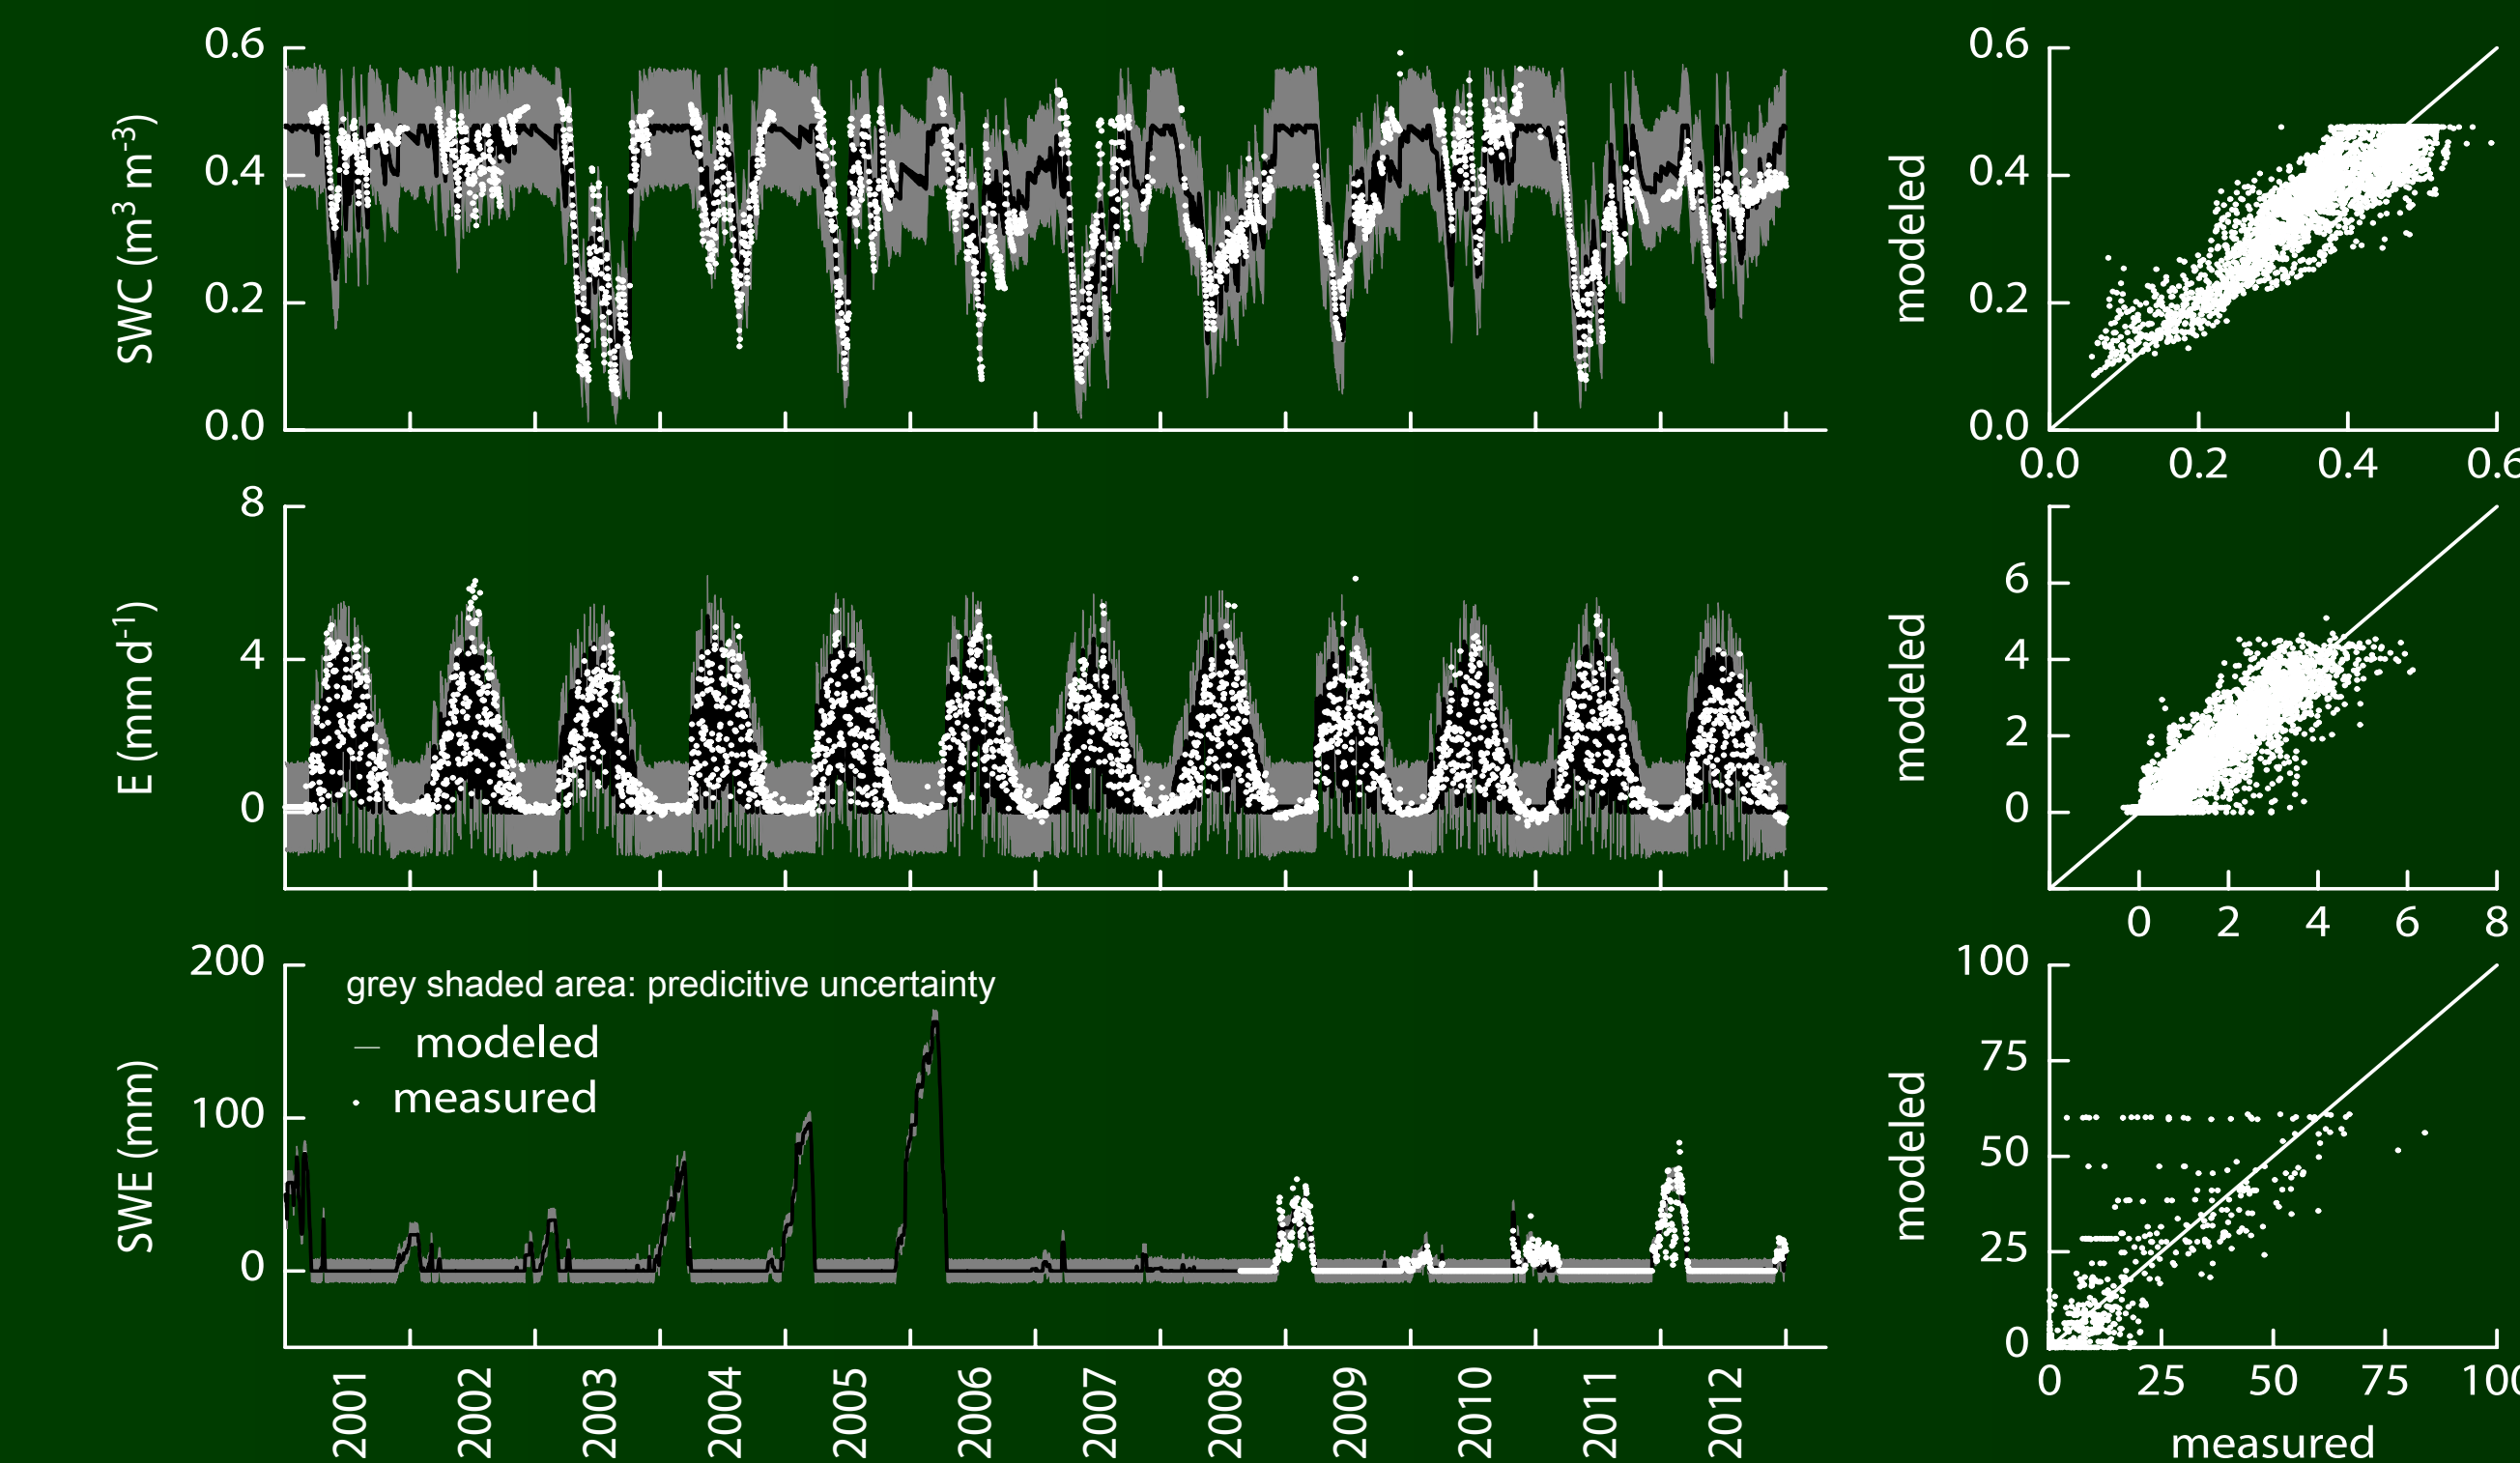 0.6
0.4
0.2
0.0
SWC (m³ m⁻³)
0.6
0.4
0.2
0.0
modeled
0.0 0.2 0.4 0.6
8
4
0
E (mm d⁻¹)
6
4
2
0
modeled
0 2 4 6 8
200
100
0
SWE (mm)
grey shaded area: predicitive uncertainty
modeled
measured
100
75
50
25
0
modeled
0 25 50 75 100
2001 2002 2003 2004 2005 2006 2007 2008 2009 2010 2011 2012
measured